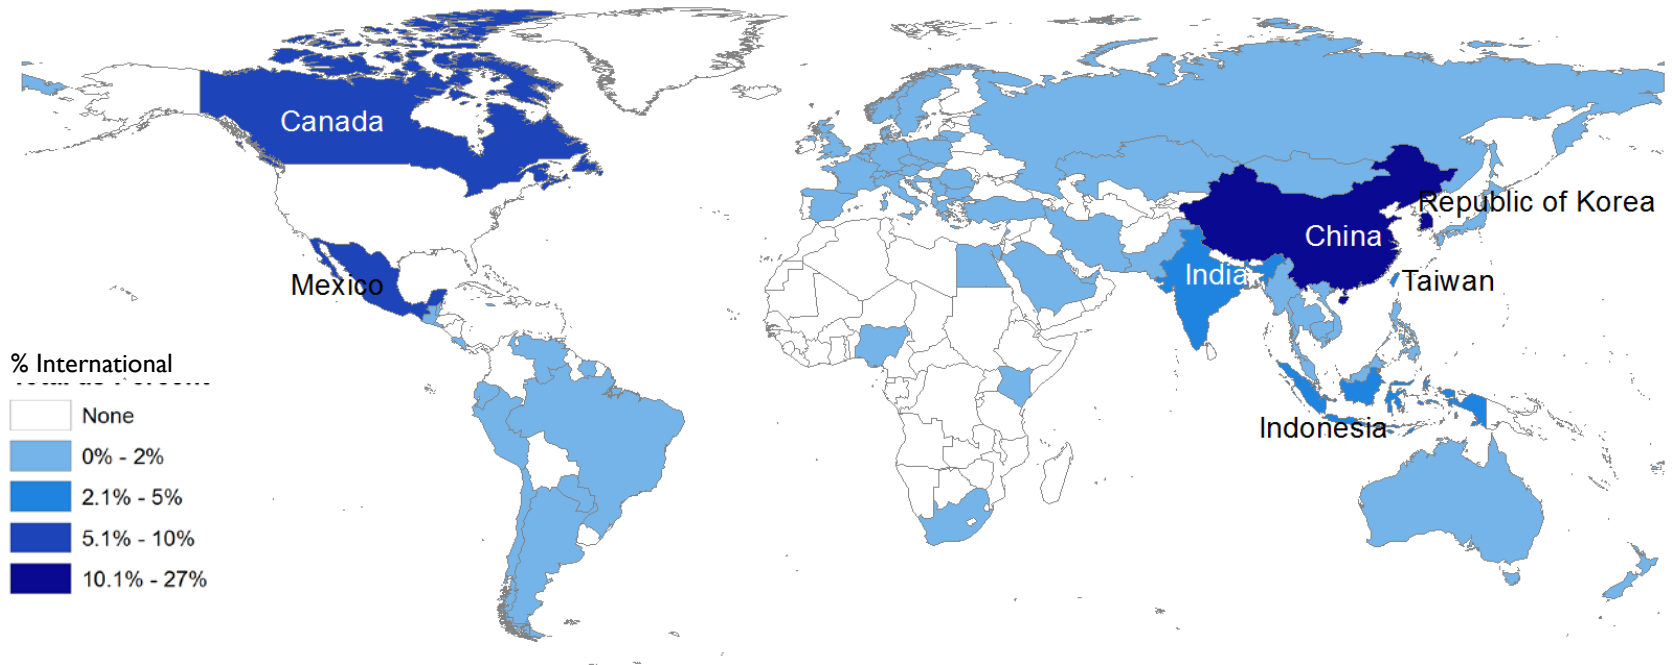 Canada
Republic of Korea
China
Mexico
India
Taiwan
% International
None
Indonesia
0% - 2%
2.1% - 5%
5.1% - 10%
10.1% - 27%